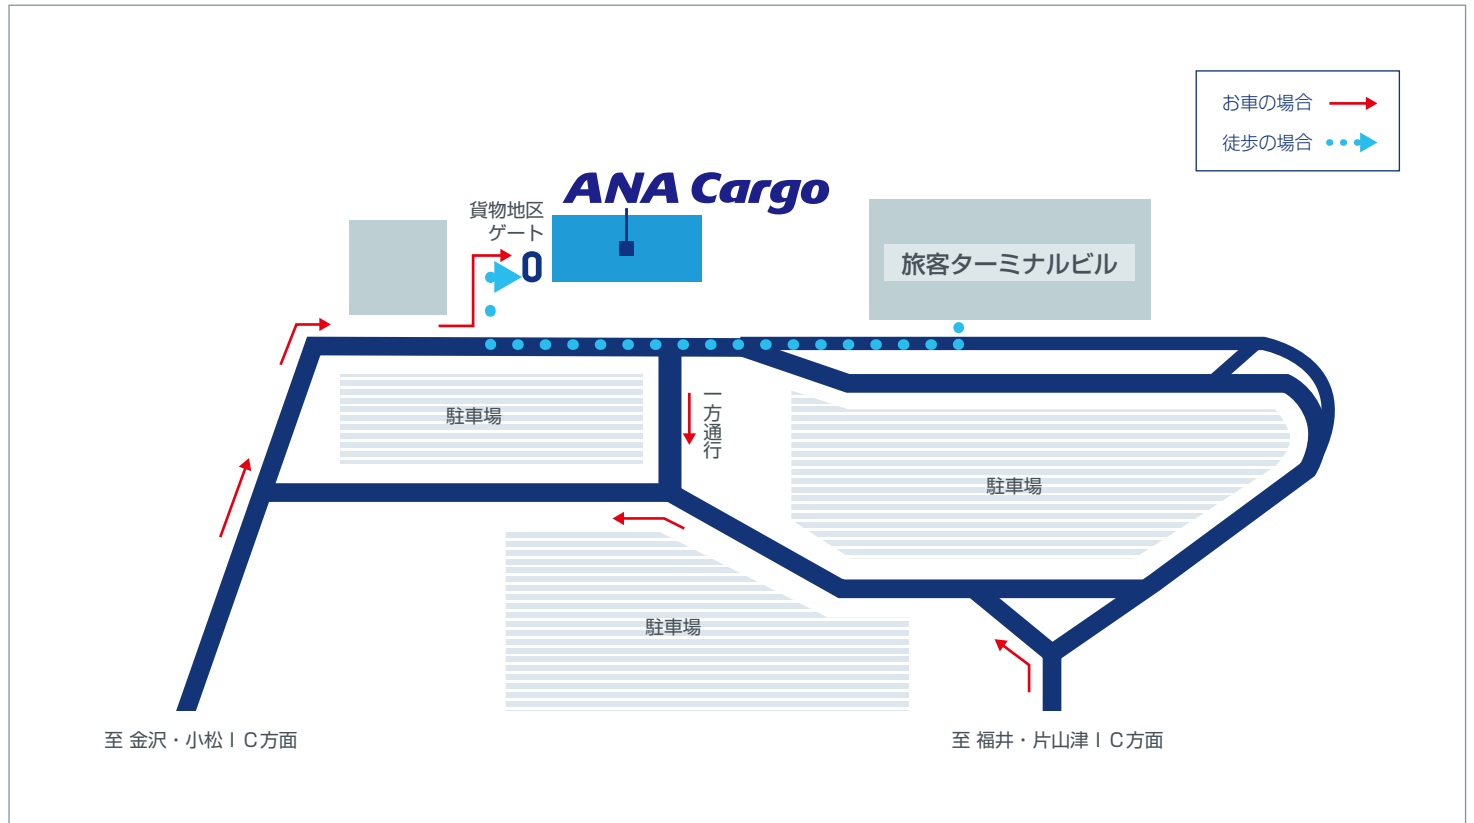 お車の場合
徒歩の場合
ANA Cargo
貨物地区
ゲート
旅客ターミナルビル
駐車場
一方通行
駐車場
駐車場
至 金沢・小松ＩＣ方面
至 福井・片山津ＩＣ方面